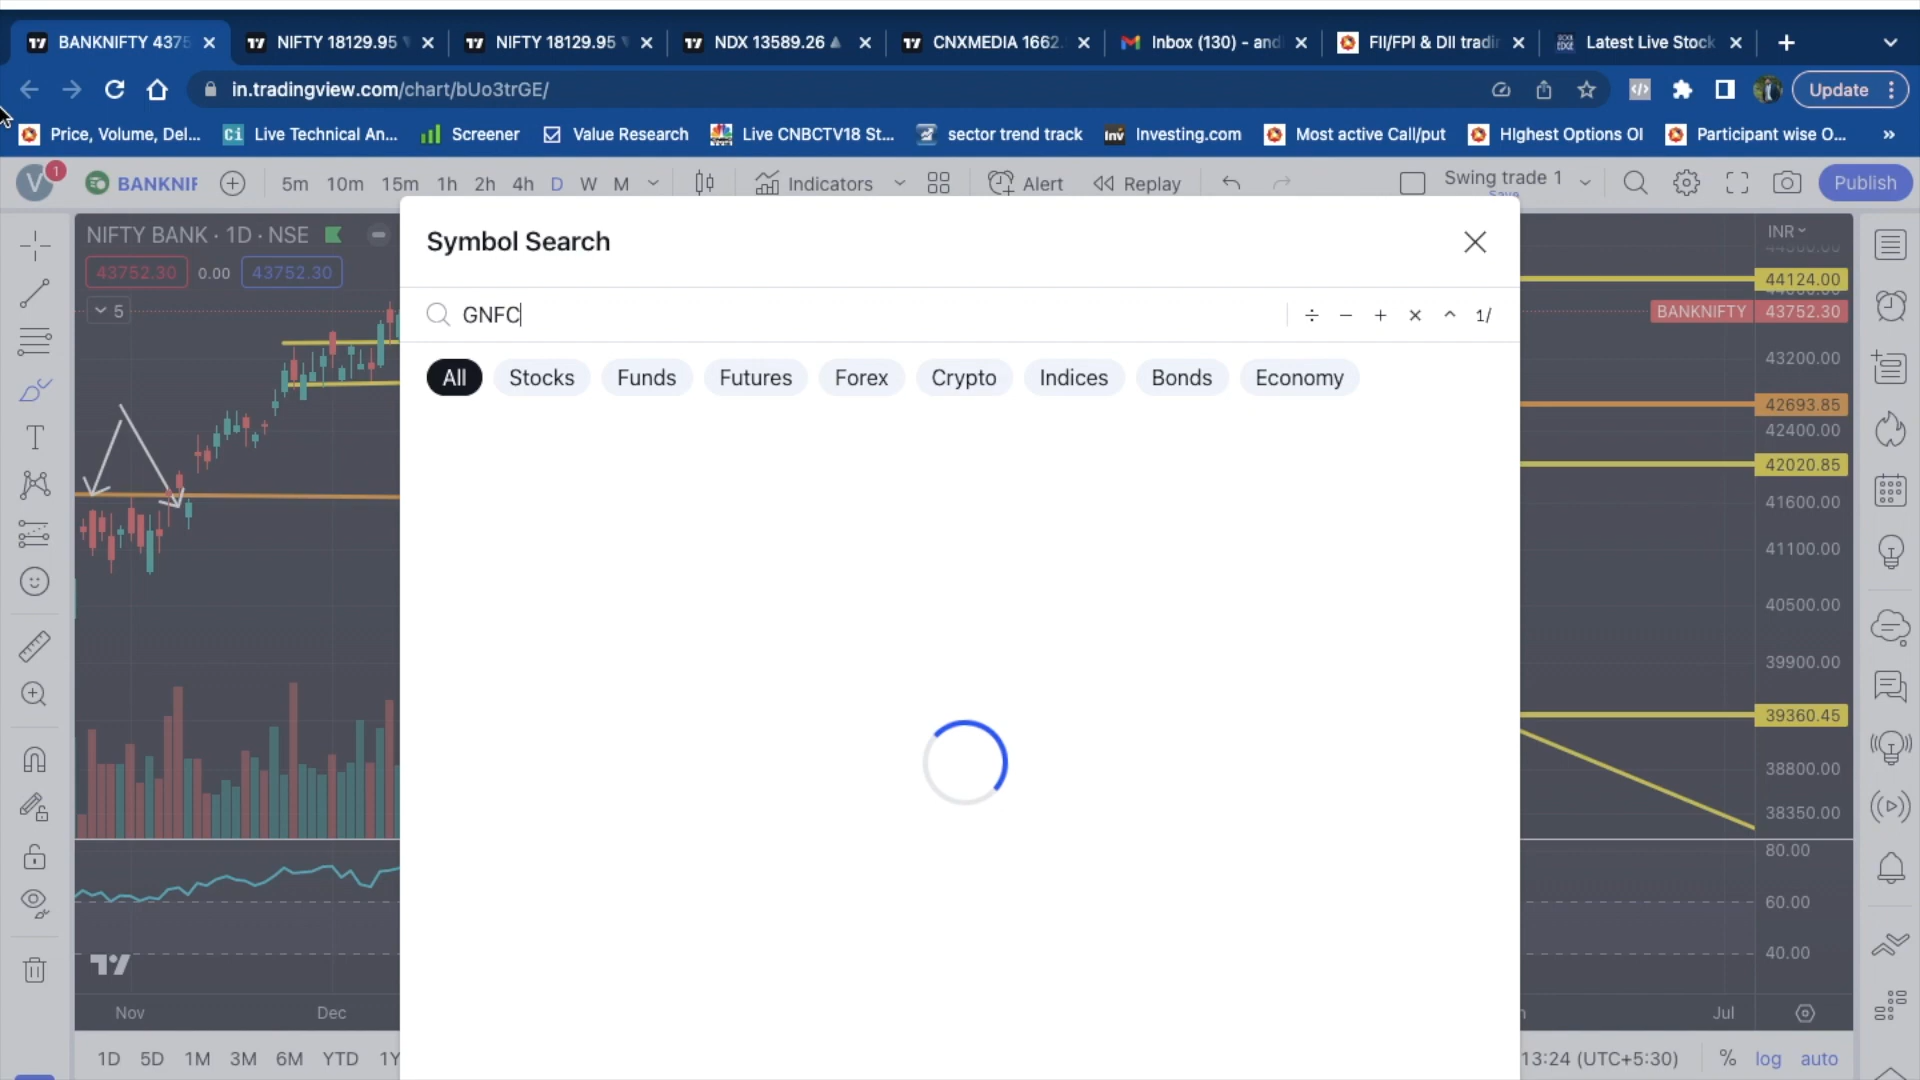 BANKNIFTY 4375
NIFTY 18129.95
NIFTY 18129.95
NDX 13589.26
CNXMEDIA 1662.
Inbox (130) - and
FII/FPI & DII tradin
Latest Live Stock
in.tradingview.com/chart/bUo3trGE/
Update
Price, Volume, Del...
Live Technical An...
Screener
Value Research
Live CNBCTV18 St...
sector trend track
Investing.com
Most active Call/put
HIghest Options OI
Participant wise O...
V 1
BANKNIF
5m 10m 15m 1h 2h 4h D W M
Indicators
Alert
Replay
Swing trade 1
Save
Publish
NIFTY BANK · 1D · NSE
43752.30 0.00 43752.30
5
Symbol Search
GNFC
÷ − + × ^ 1/
All Stocks Funds Futures Forex Crypto Indices Bonds Economy
INR
44124.00
BANKNIFTY 43752.30
43200.00
42693.85
42400.00
42020.85
41600.00
41100.00
40500.00
39900.00
39360.45
38800.00
38350.00
80.00
60.00
40.00
Nov Dec Jul
1D 5D 1M 3M 6M YTD 1Y
13:24 (UTC+5:30) % log auto